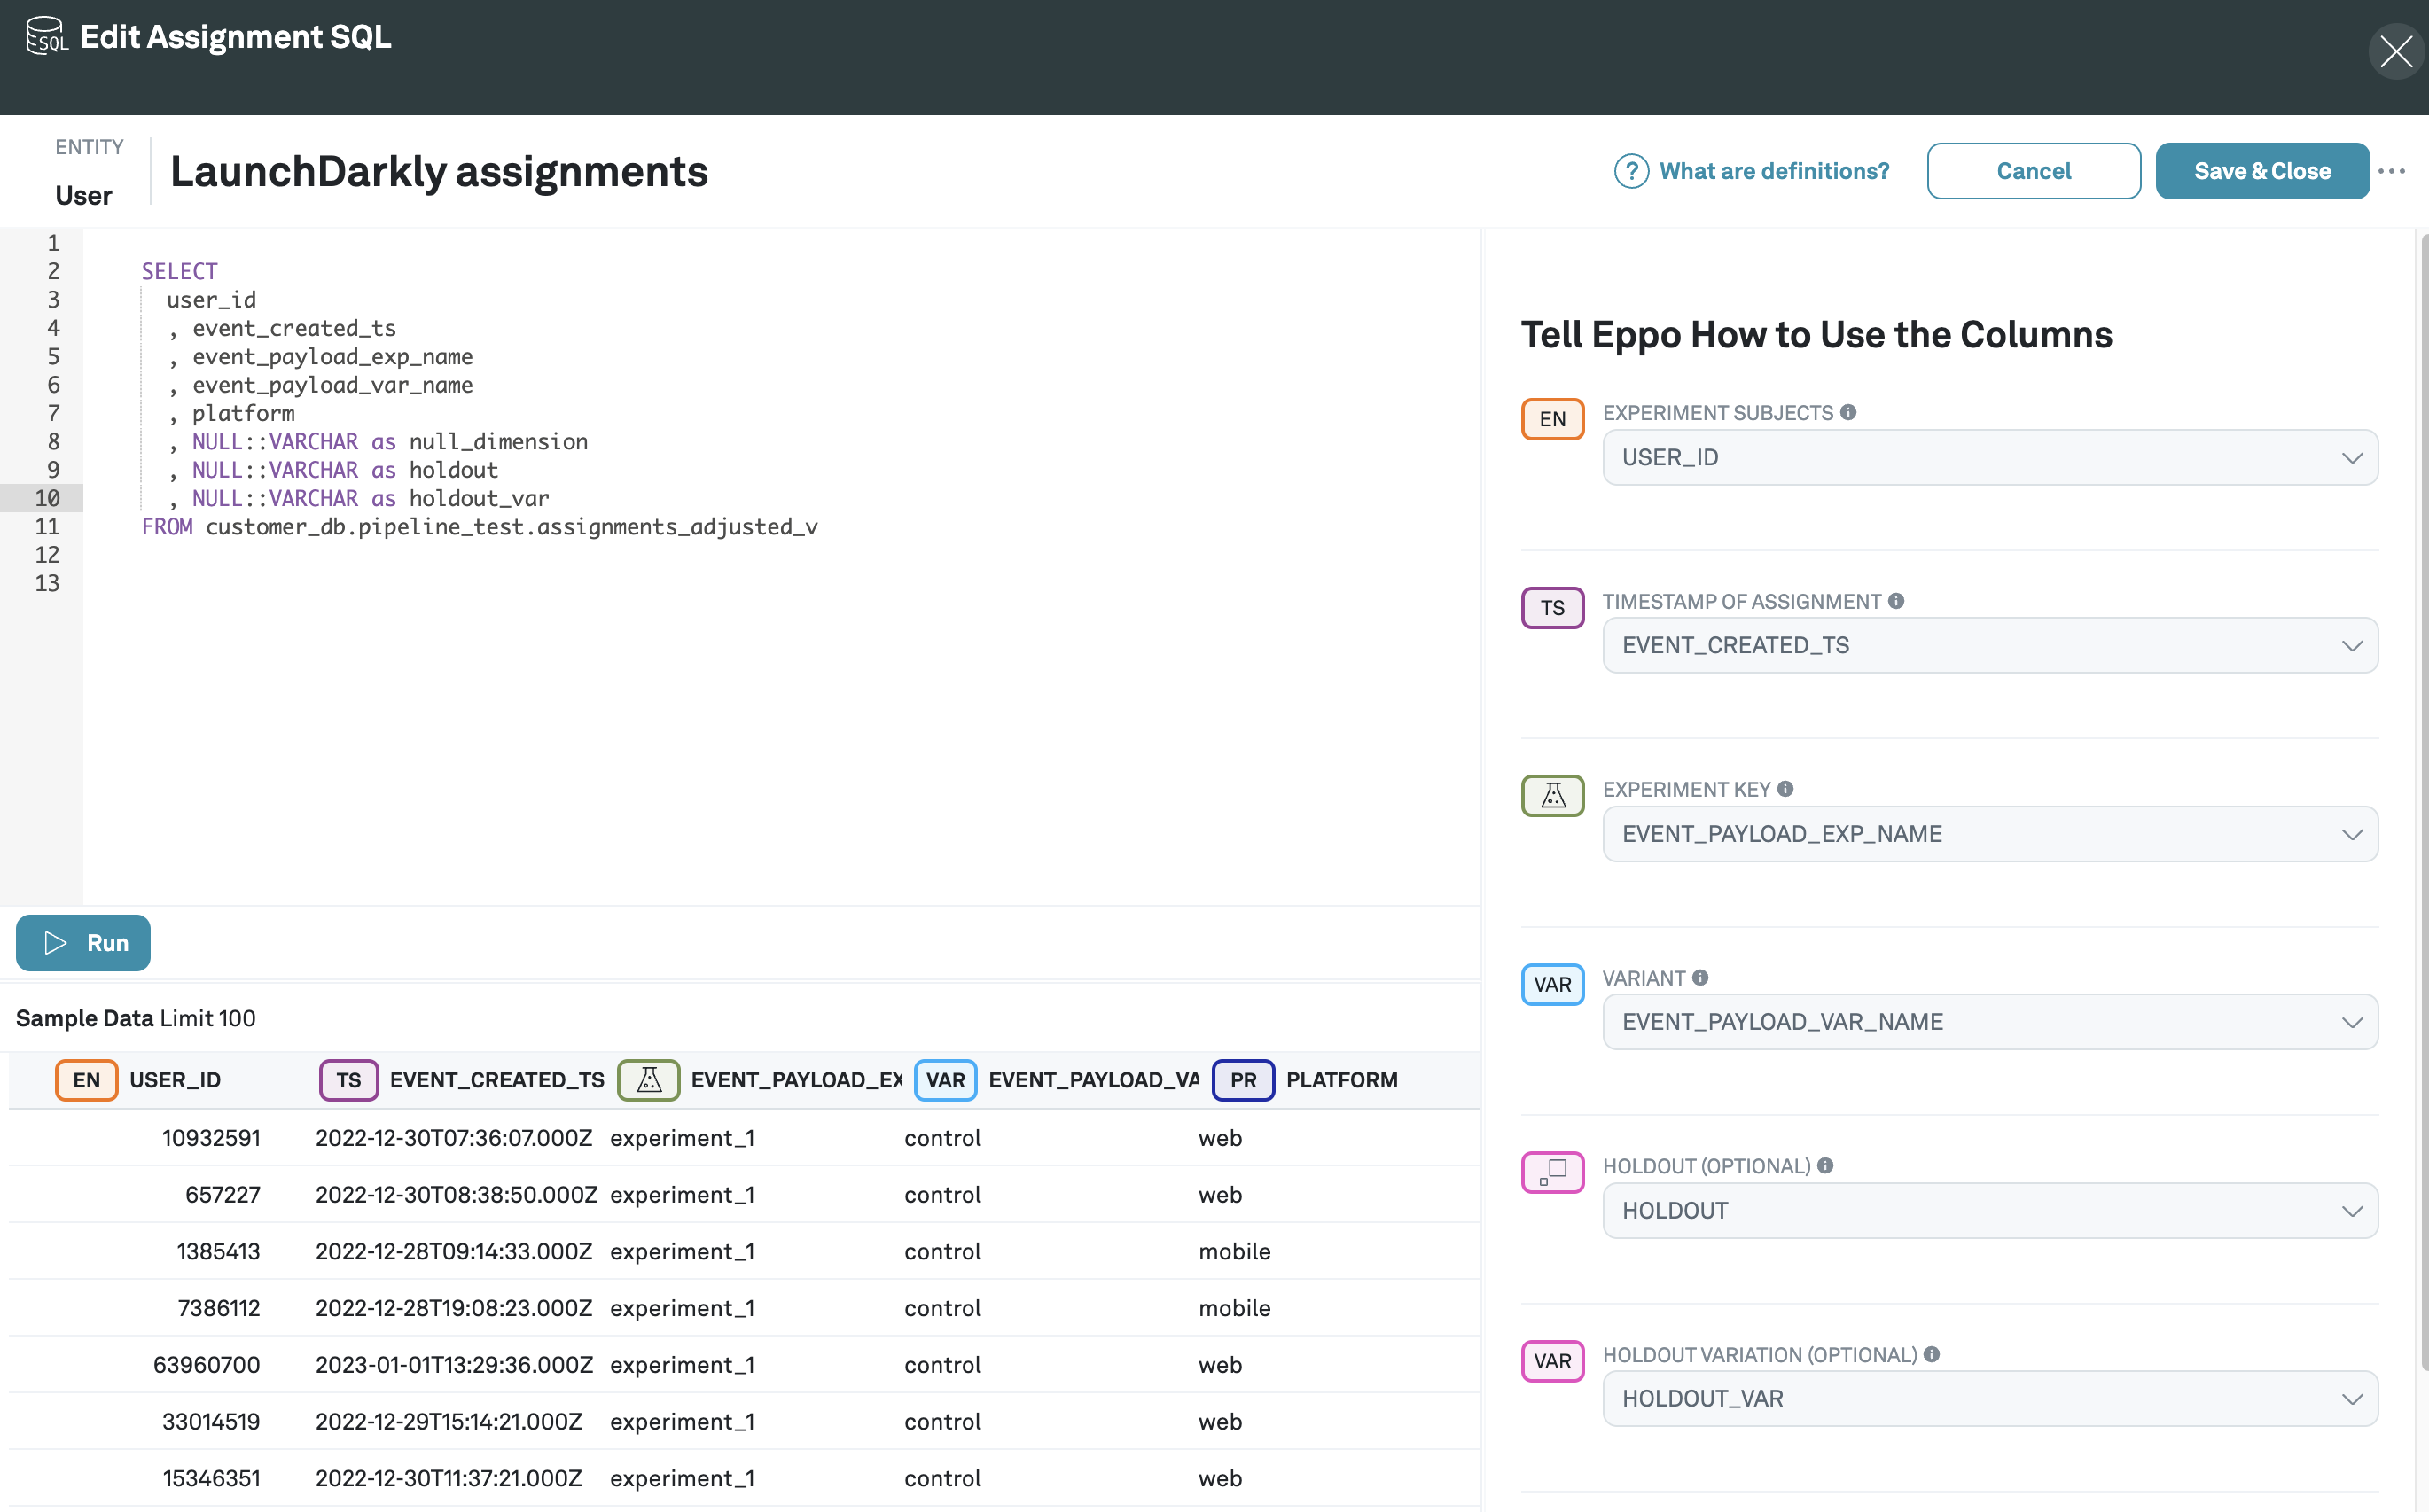 SQL Edit Assignment SQL
ENTITY
User
LaunchDarkly assignments
? What are definitions?
Cancel
Save & Close
1
2 SELECT
3 user_id
4 , event_created_ts
5 , event_payload_exp_name
6 , event_payload_var_name
7 , platform
8 , NULL::VARCHAR as null_dimension
9 , NULL::VARCHAR as holdout
10 , NULL::VARCHAR as holdout_var
11 FROM customer_db.pipeline_test.assignments_adjusted_v
12
13
Run
Sample Data Limit 100
EN USER_ID TS EVENT_CREATED_TS EVENT_PAYLOAD_EX VAR EVENT_PAYLOAD_VA PR PLATFORM
10932591 2022-12-30T07:36:07.000Z experiment_1 control web
657227 2022-12-30T08:38:50.000Z experiment_1 control web
1385413 2022-12-28T09:14:33.000Z experiment_1 control mobile
7386112 2022-12-28T19:08:23.000Z experiment_1 control mobile
63960700 2023-01-01T13:29:36.000Z experiment_1 control web
33014519 2022-12-29T15:14:21.000Z experiment_1 control web
15346351 2022-12-30T11:37:21.000Z experiment_1 control web
Tell Eppo How to Use the Columns
EN EXPERIMENT SUBJECTS
USER_ID
TS TIMESTAMP OF ASSIGNMENT
EVENT_CREATED_TS
EXPERIMENT KEY
EVENT_PAYLOAD_EXP_NAME
VAR VARIANT
EVENT_PAYLOAD_VAR_NAME
HOLDOUT (OPTIONAL)
HOLDOUT
VAR HOLDOUT VARIATION (OPTIONAL)
HOLDOUT_VAR